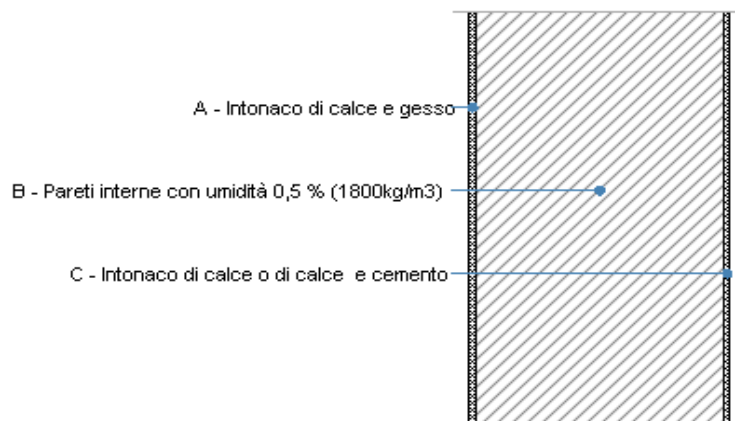 A - Intonaco di calce e gesso
B - Pareti interne con umidità 0,5 % (1800kg/m3)
C - Intonaco di calce o di calce e cemento